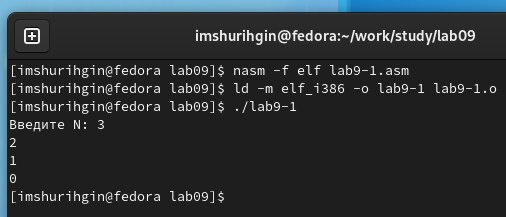 imshurihgin@fedora:~/work/study/lab09
[imshurihgin@fedora lab09]$ nasm -f elf lab9-1.asm
[imshurihgin@fedora lab09]$ ld -m elf_i386 -o lab9-1 lab9-1.o
[imshurihgin@fedora lab09]$ ./lab9-1
Введите N: 3
2
1
0
[imshurihgin@fedora lab09]$